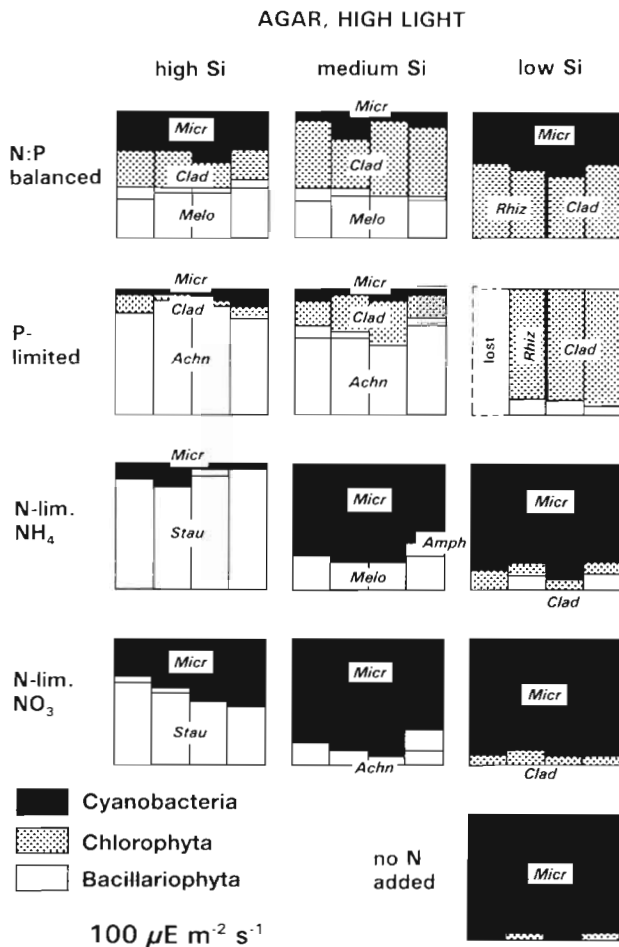 AGAR, HIGH LIGHT
high Si medium Si low Si
N:P
balanced
Micr
Clad
Melo
Micr
Clad
Melo
Micr
Rhiz Clad
P-
limited
Micr
Clad
Achn
Micr
Clad
Achn
lost
Rhiz
Clad
N-lim.
NH₄
Micr
Stau
Micr
Amph
Melo
Micr
Clad
N-lim.
NO₃
Micr
Stau
Micr
Achn
Micr
Clad
Cyanobacteria
Chlorophyta
Bacillariophyta
no N
added
Micr
100 µE m⁻² s⁻¹